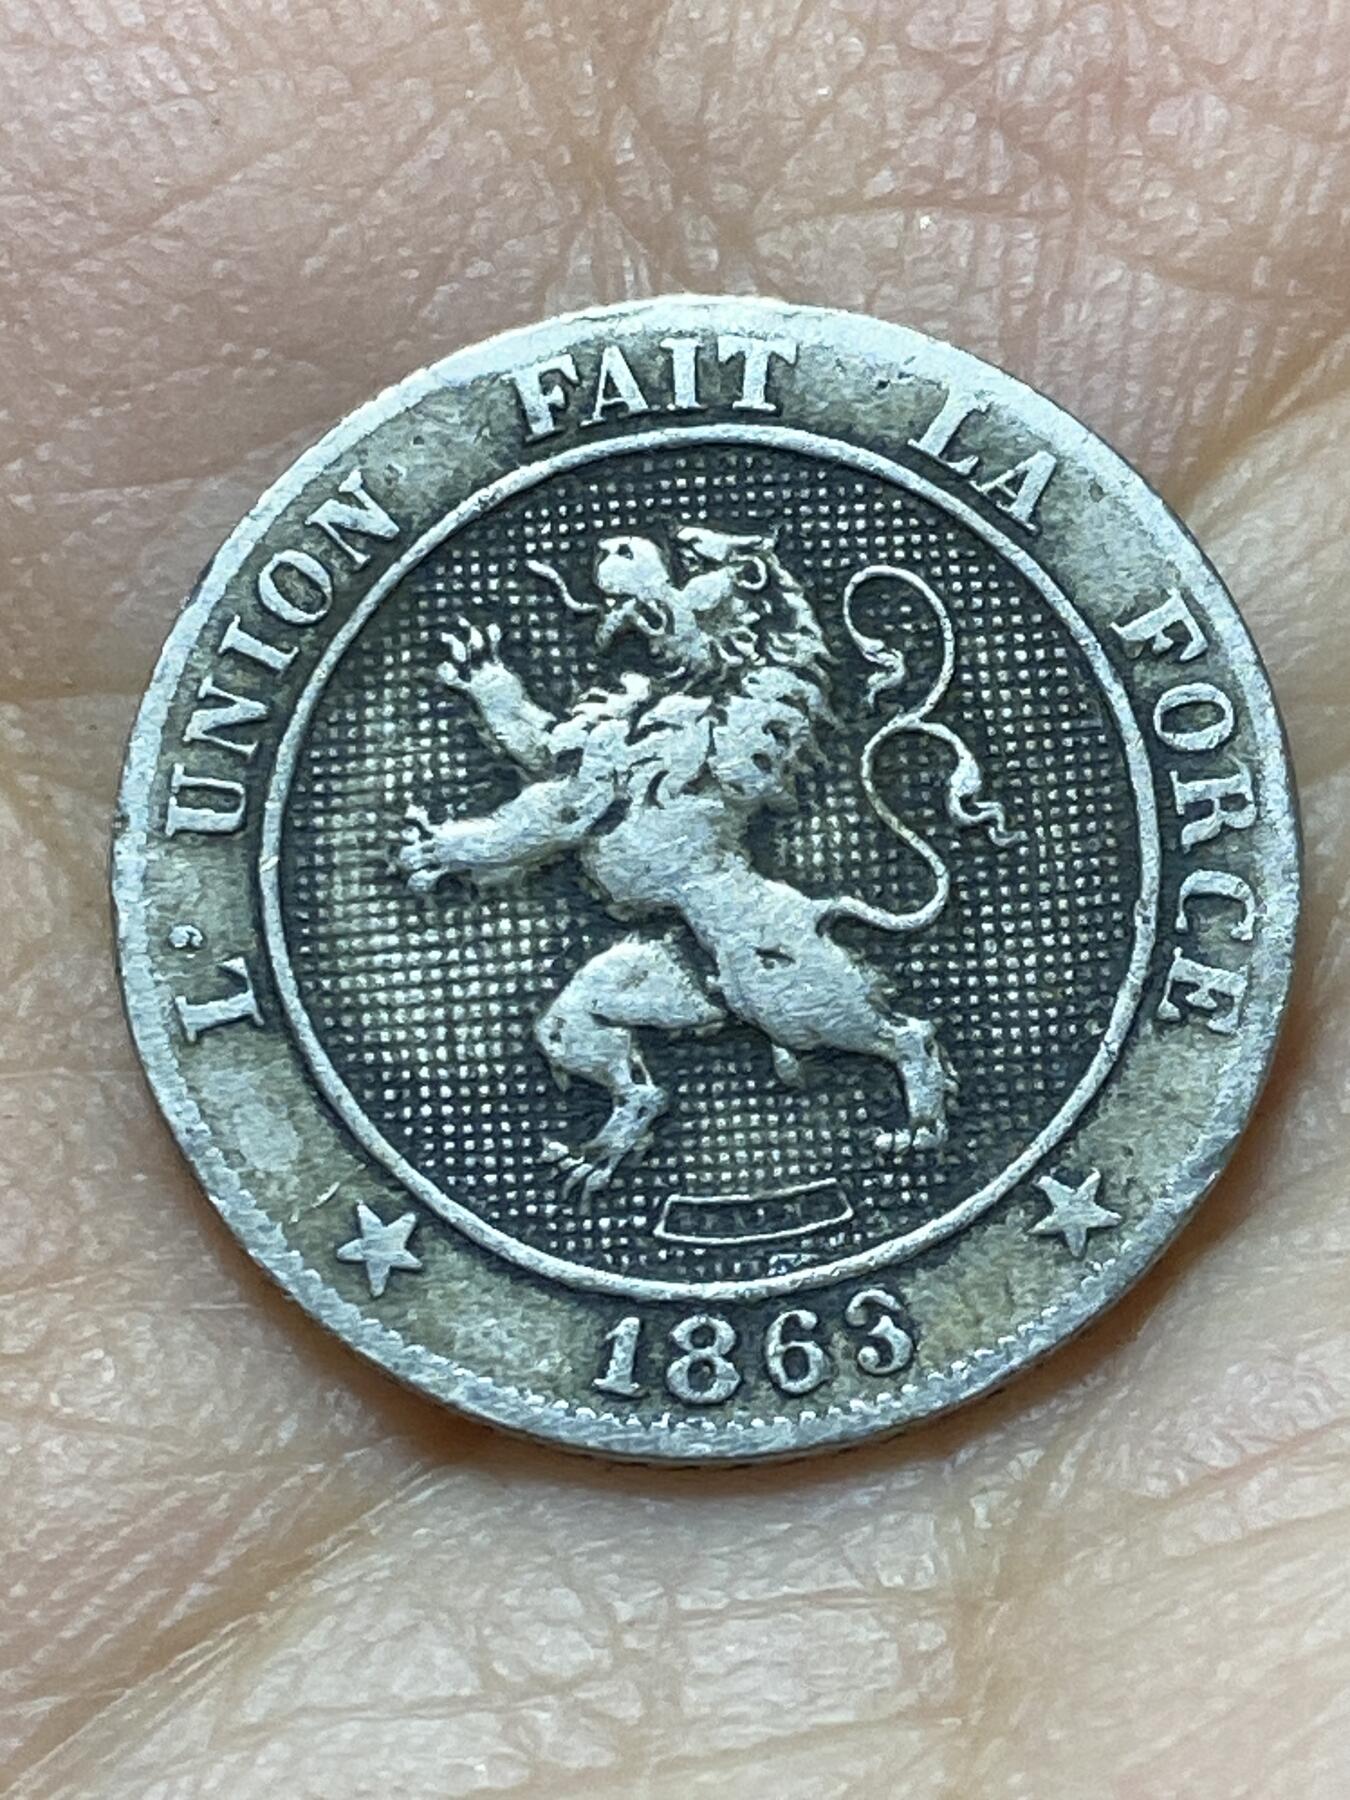 L'UNION FAIT LA FORCE
1863